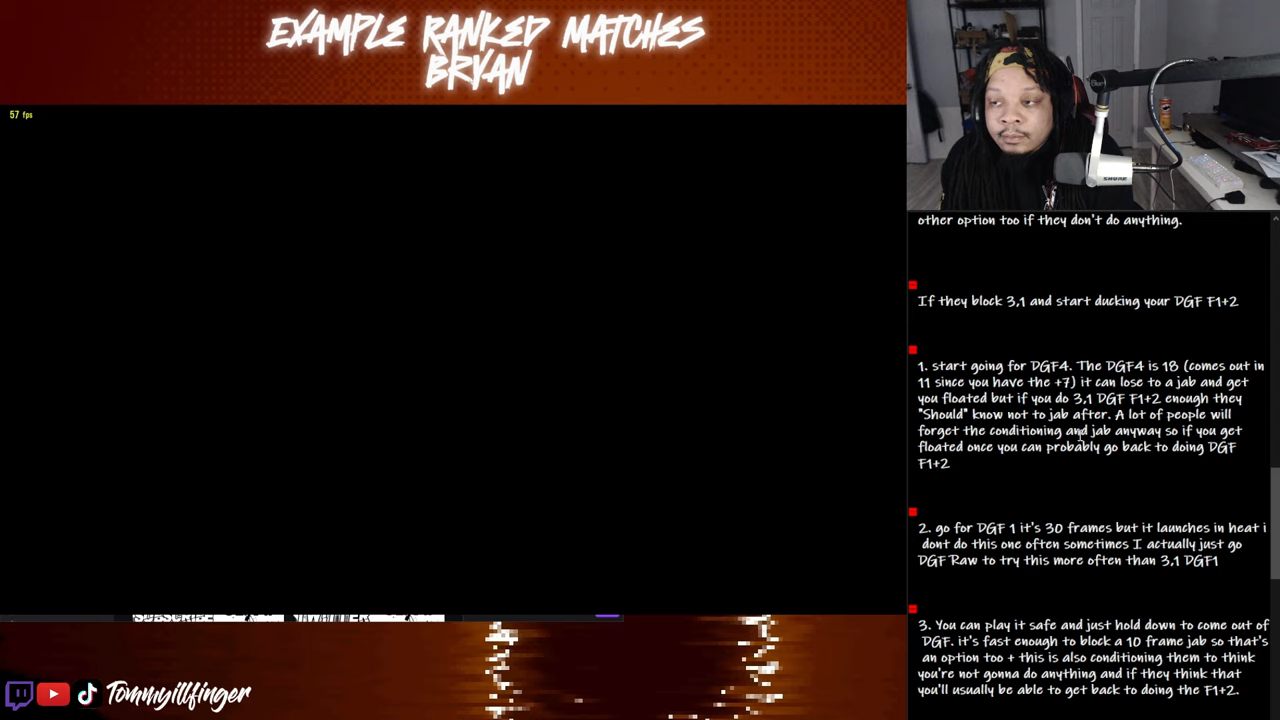 EXAMPLE RANKED MATCHES
BRYAN
57 fps
other option too if they don't do anything.
If they block 3,1 and start ducking your DGF F1+2
1. start going for DGF4. The DGF4 is 18 (comes out in
11 since you have the +7) it can lose to a jab and get
you floated but if you do 3,1 DGF F1+2 enough they
"Should" know not to jab after. A lot of people will
forget the conditioning and jab anyway so if you get
floated once you can probably go back to doing DGF
F1+2
2. go for DGF 1 it's 30 frames but it launches in heat i
dont do this one often sometimes I actually just go
DGF Raw to try this more often than 3,1 DGF1
3. You can play it safe and just hold down to come out of
DGF. it's fast enough to block a 10 frame jab so that's
an option too + this is also conditioning them to think
you're not gonna do anything and if they think that
you'll usually be able to get back to doing the F1+2.
Tommyillfinger
SHURE